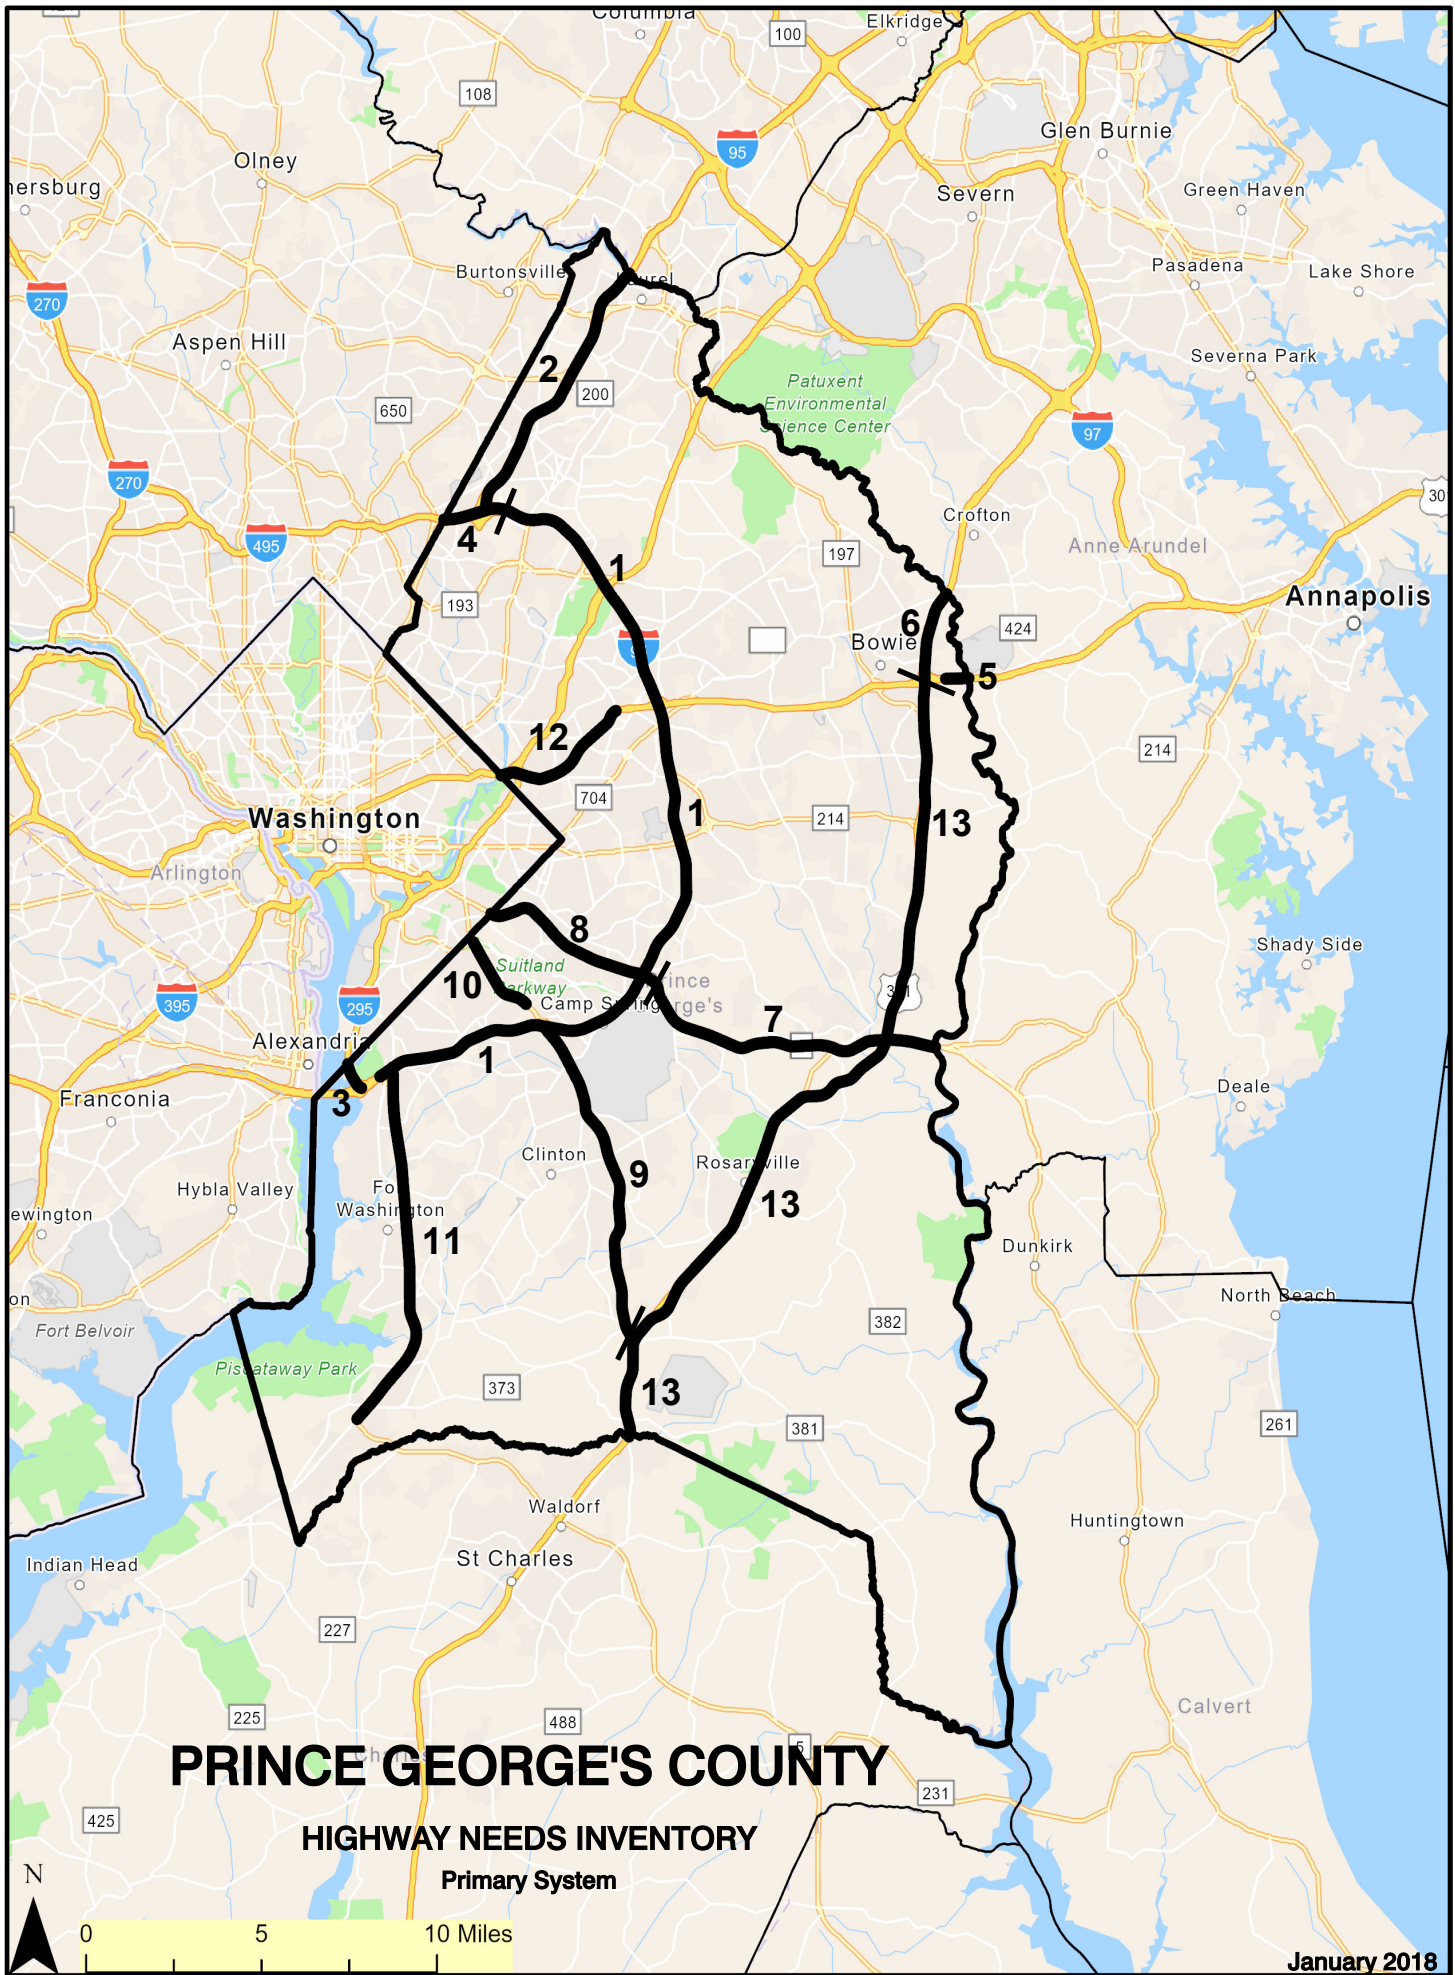 Columbia
Elkridge
100
108
95
Glen Burnie
Olney
hersburg
Severn
Green Haven
Burtonsville
Laurel
Pasadena
Lake Shore
270
Aspen Hill
2
Severna Park
200
Patuxent
Environmental
Science Center
650
97
270
30
Crofton
495
4
197
Anne Arundel
1
193
Annapolis
6
424
Bowie
5
12
214
704
Washington
214
1
13
Arlington
8
Shady Side
Suitland
Parkway
10
Prince
George's
395
295
Camp Springs
301
7
Alexandria
1
3
Franconia
Deale
Clinton
Rosaryville
9
Hybla Valley
Fort
Washington
13
ewington
11
Dunkirk
on
North Beach
Fort Belvoir
382
Piscataway Park
373
13
381
261
Waldorf
Huntingtown
St Charles
Indian Head
227
225
488
Calvert
5
Charles
PRINCE GEORGE'S COUNTY
231
425
HIGHWAY NEEDS INVENTORY
Primary System
N
0 5 10 Miles
January 2018